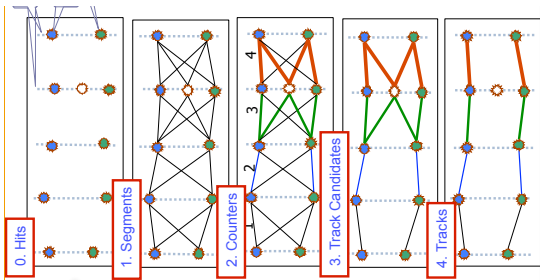 0. Hits
1. Segments
2. Counters
3. Track Candidates
4. Tracks
1
2
3
4